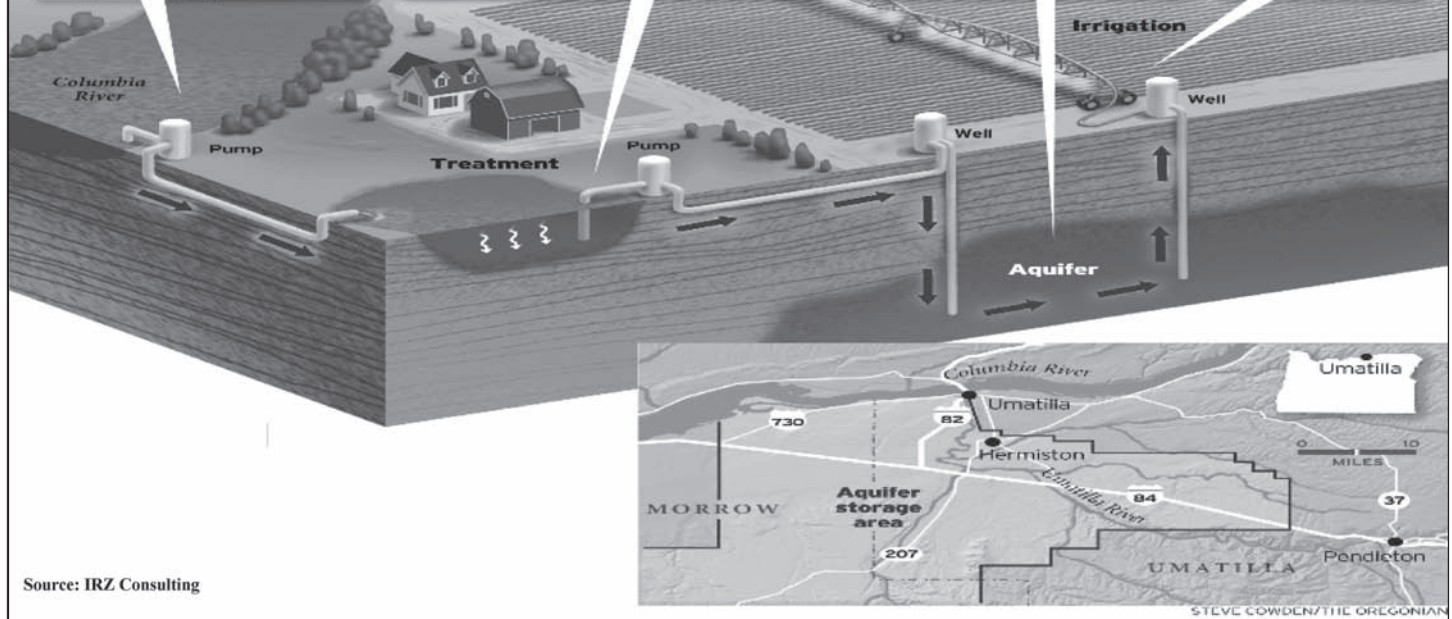 Irrigation
Columbia
River
Well
Pump
Well
Treatment
Pump
Aquifer
Columbia River
Umatilla
Umatilla
82
730
Hermiston
0 10
MILES
Aquifer
storage
area
Umatilla River
84
37
MORROW
207
Pendleton
UMATILLA
Source: IRZ Consulting
STEVE COWDEN/THE OREGONIAN